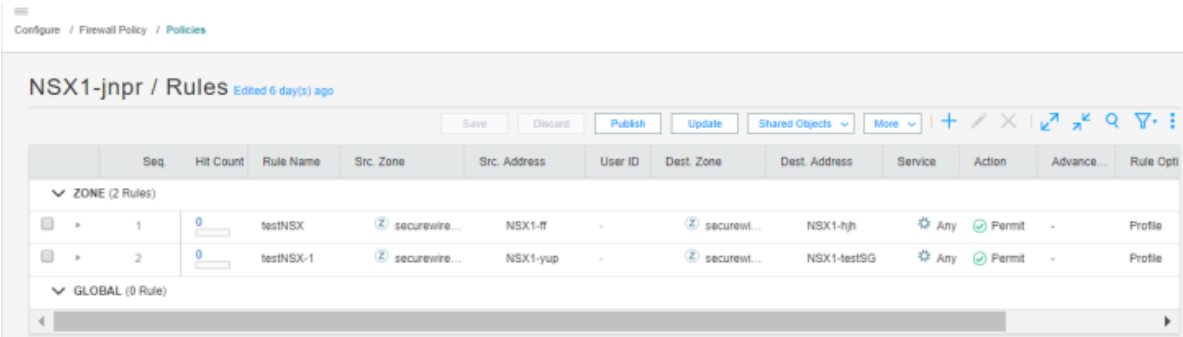 Configure / Firewall Policy / Policies
NSX1-jnpr / Rules Edited 6 day(s) ago
Save Discard Publish Update Shared Objects More
Seq. Hit Count Rule Name Src. Zone Src. Address User ID Dest. Zone Dest. Address Service Action Advance... Rule Opti
ZONE (2 Rules)
1 0 testNSX Z securewire... NSX1-ff - Z securewi... NSX1-hjh Any Permit - Profile
2 0 testNSX-1 Z securewire... NSX1-yup - Z securewi... NSX1-testSG Any Permit - Profile
GLOBAL (0 Rule)